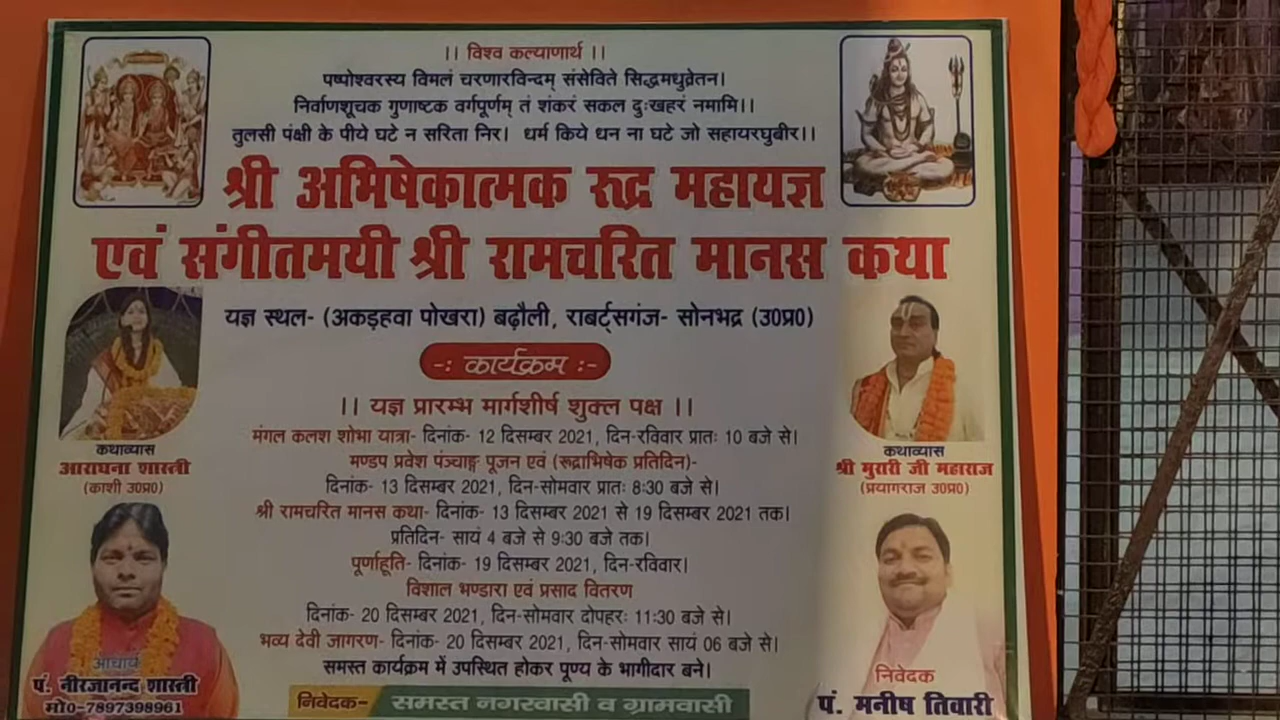 ।। विश्व कल्याणार्थ ।।
पष्पोश्वरस्य विमलं चरणारविन्दम् संसेविते सिद्धमधुव्रेतन।
निर्वाणशूचक गुणाष्टक वर्गपूर्णम् तं शंकरं सकल दुःखहरं नमामि।।
तुलसी पंक्षी के पीये घटे न सरिता निर। धर्म किये धन ना घटे जो सहायरघुबीर।।
श्री अभिषेकात्मक रुद्र महायज्ञ
एवं संगीतमयी श्री रामचरित मानस कथा
यज्ञ स्थल- (अकड़हवा पोखरा) बढ़ौली, राबर्ट्सगंज- सोनभद्र (उ0प्र0)
-: कार्यक्रम :-
।। यज्ञ प्रारम्भ मार्गशीर्ष शुक्ल पक्ष ।।
मंगल कलश शोभा यात्रा- दिनांक- 12 दिसम्बर 2021, दिन-रविवार प्रातः 10 बजे से।
मण्डप प्रवेश पंञ्चाङ्ग पूजन एवं (रूद्राभिषेक प्रतिदिन)-
दिनांक- 13 दिसम्बर 2021, दिन-सोमवार प्रातः 8:30 बजे से।
श्री रामचरित मानस कथा- दिनांक- 13 दिसम्बर 2021 से 19 दिसम्बर 2021 तक।
प्रतिदिन- सायं 4 बजे से 9:30 बजे तक।
पूर्णाहूति- दिनांक- 19 दिसम्बर 2021, दिन-रविवार।
विशाल भण्डारा एवं प्रसाद वितरण
दिनांक- 20 दिसम्बर 2021, दिन-सोमवार दोपहरः 11:30 बजे से।
भव्य देवी जागरण- दिनांक- 20 दिसम्बर 2021, दिन-सोमतार सायं 06 बजे से।
समस्त कार्यक्रम में उपस्थित होकर पूण्य के भागीदार बने।
निवेदक- समस्त नगरवासी व ग्रामवासी
कथाव्यास
आराधना शास्त्री
(काशी उ0प्र0)
आचार्य
पं. नीरजानन्द शास्त्री
मो0-7897398961
कथाव्यास
श्री मुरारी जी महाराज
(प्रयागराज उ0प्र0)
निवेदक
पं. मनीष तिवारी